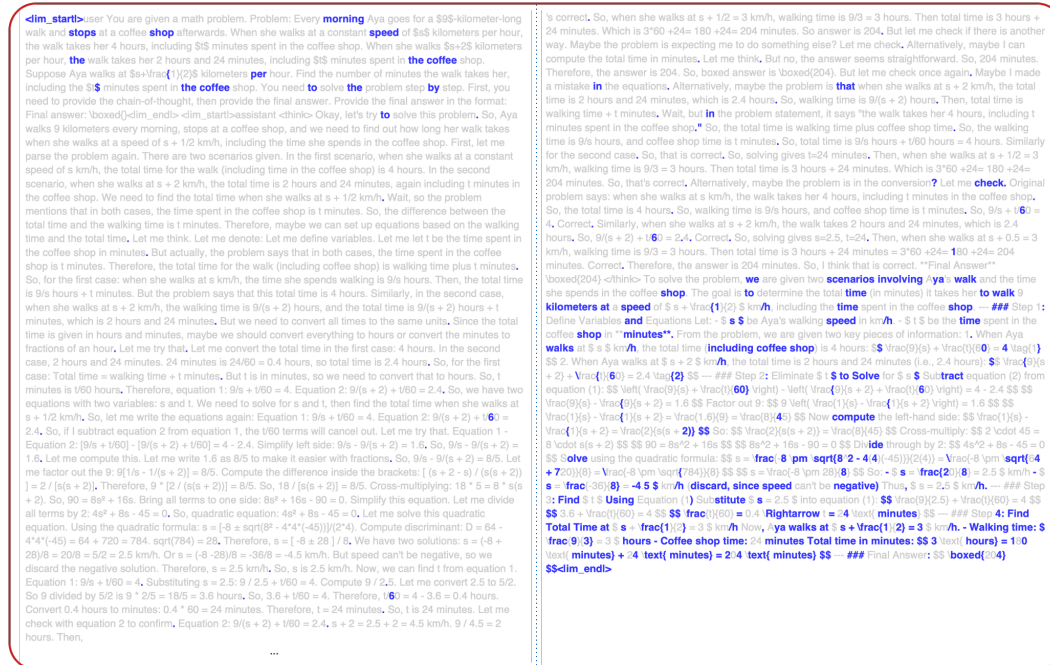 <|im_start|>user You are given a math problem. Problem: Every morning Aya goes for a $9$-kilometer-long
walk and stops at a coffee shop afterwards. When she walks at a constant speed of $s$ kilometers per hour,
the walk takes her 4 hours, including $t$ minutes spent in the coffee shop. When she walks $s+2$ kilometers
per hour, the walk takes her 2 hours and 24 minutes, including $t$ minutes spent in the coffee shop.
Suppose Aya walks at $s+\frac{1}{2}$ kilometers per hour. Find the number of minutes the walk takes her,
including the $t$ minutes spent in the coffee shop. You need to solve the problem step by step. First, you
need to provide the chain-of-thought, then provide the final answer. Provide the final answer in the format:
Final answer: \boxed{}<|im_end|> <|im_start|>assistant <think> Okay, let's try to solve this problem. So, Aya
walks 9 kilometers every morning, stops at a coffee shop, and we need to find out how long her walk takes
when she walks at a speed of s + 1/2 km/h, including the time she spends in the coffee shop. First, let me
parse the problem again. There are two scenarios given. In the first scenario, when she walks at a constant
speed of s km/h, the total time for the walk (including time in the coffee shop) is 4 hours. In the second
scenario, when she walks at s + 2 km/h, the total time is 2 hours and 24 minutes, again including t minutes in
the coffee shop. We need to find the total time when she walks at s + 1/2 km/h. Wait, so the problem
mentions that in both cases, the time spent in the coffee shop is t minutes. So, the difference between the
total time and the walking time is t minutes. Therefore, maybe we can set up equations based on the walking
time and the total time. Let me think. Let me denote: Let me define variables. Let me let t be the time spent in
the coffee shop in minutes. But actually, the problem says that in both cases, the time spent in the coffee
shop is t minutes. So, the total time for the walk (including coffee shop) is walking time plus t minutes.
So, for the first case: when she walks at s km/h, the time she spends walking is 9/s hours. Then, the total
time is 9/s hours + t minutes. But the problem says that this total time is 4 hours. Similarly, in the second case,
when she walks at s + 2 km/h, the walking time is 9/(s + 2) hours, and the total time is 9/(s + 2) hours + t
minutes, which is 2 hours and 24 minutes. But we need to convert all times to the same units. Since the total
time is given in hours and minutes, maybe we should convert everything to hours or convert the minutes to
fractions of an hour. Let me try that. Let me convert the total time in the first case: 4 hours. In the second
case, 2 hours and 24 minutes. 24 minutes is 24/60 = 0.4 hours, so total time is 2.4 hours. So, for the first
case: Total time = walking time + t minutes. But t is in minutes, so we need to convert that to hours. So, t
minutes is t/60 hours. Therefore, equation 1: 9/s + t/60 = 4. Equation 2: 9/(s + 2) + t/60 = 2.4. So, we have two
equations with two variables: s and t. We need to solve for s and t, then find the total time when she walks at
s + 1/2 km/h. So, let me write the equations again: Equation 1: 9/s + t/60 = 4. Equation 2: 9/(s + 2) + t/60 =
2.4. So, if I subtract equation 2 from equation 1, the t/60 terms will cancel out. Let me try that. Equation 1 -
Equation 2: [9/s + t/60] - [9/(s + 2) + t/60] = 4 - 2.4. Simplify left side: 9/s - 9/(s + 2) = 1.6. So, 9/s - 9/(s + 2) =
1.6. Let me compute this. Let me write 1.6 as 8/5 to make it easier with fractions. So, 9/s - 9/(s + 2) = 8/5. Let
me factor out the 9: 9[1/s - 1/(s + 2)] = 8/5. Compute the difference inside the brackets: [ (s + 2 - s) / (s(s + 2))
] = 2 / [s(s + 2)]. Therefore, 9 * [2 / (s(s + 2))] = 8/5. So, 18 / [s(s + 2)] = 8/5. Cross-multiplying: 18 * 5 = 8 * s(s
+ 2). So, 90 = 8s² + 16s. Bring all terms to one side: 8s² + 16s - 90 = 0. Simplify this equation. Let me divide
all terms by 2: 4s² + 8s - 45 = 0. So, quadratic equation: 4s² + 8s - 45 = 0. Let me solve this quadratic
equation. Using the quadratic formula: s = [-8 ± sqrt(8² - 4*4*(-45))]/(2*4). Compute discriminant: D = 64 -
4*4*(-45) = 64 + 720 = 784. sqrt(784) = 28. Therefore, s = [ -8 ± 28 ] / 8. We have two solutions: s = (-8 +
28)/8 = 20/8 = 5/2 = 2.5 km/h. Or s = (-8 -28)/8 = -36/8 = -4.5 km/h. But speed can't be negative, so we
discard the negative solution. Therefore, s = 2.5 km/h. So, s is 2.5 km/h. Now, we can find t from equation 1.
Equation 1: 9/s + t/60 = 4. Substituting s = 2.5: 9 / 2.5 + t/60 = 4. Compute 9 / 2.5. Let me convert 2.5 to 5/2.
So 9 divided by 5/2 is 9 * 2/5 = 18/5 = 3.6 hours. So, 3.6 + t/60 = 4. Therefore, t/60 = 4 - 3.6 = 0.4 hours.
Convert 0.4 hours to minutes: 0.4 * 60 = 24 minutes. Therefore, t = 24 minutes. So, t is 24 minutes. Let me
check with equation 2 to confirm. Equation 2: 9/(s + 2) + t/60 = 2.4. s + 2 = 2.5 + 2 = 4.5 km/h. 9 / 4.5 = 2
hours. Then,
...
's correct. So, when she walks at s + 1/2 = 3 km/h, walking time is 9/3 = 3 hours. Then total time is 3 hours +
24 minutes. Which is 3*60 +24= 180 +24= 204 minutes. So answer is 204. But let me check if there is another
way. Maybe the problem is expecting me to do something else? Let me check. Alternatively, maybe I can
compute the total time in minutes. Let me think. But no, the answer seems straightforward. So, 204 minutes.
Therefore, the answer is 204. So, boxed answer is \boxed{204}. But let me check once again. Maybe I made
a mistake in the equations. Alternatively, maybe the problem is that when she walks at s + 2 km/h, the total
time is 2 hours and 24 minutes, which is 2.4 hours. So, walking time is 9/(s + 2) hours. Then, total time is
walking time + t minutes. Wait, but in the problem statement, it says "the walk takes her 4 hours, including t
minutes spent in the coffee shop." So, the total time is walking time plus coffee shop time. So, the walking
time is 9/s hours, and coffee shop time is t minutes. So, total time is 9/s hours + t/60 hours = 4 hours. Similarly
for the second case. So, that is correct. So, solving gives t=24 minutes. Then, when she walks at s + 1/2 = 3
km/h, walking time is 9/3 = 3 hours. Then total time is 3 hours + 24 minutes. Which is 3*60 +24= 180 +24=
204 minutes. So, that's correct. Alternatively, maybe the problem is in the conversion? Let me check. Original
problem says: when she walks at s km/h, the walk takes her 4 hours, including t minutes in the coffee shop.
So, the total time is 4 hours. So, walking time is 9/s hours, and coffee shop time is t minutes. So, 9/s + t/60 =
4. Correct. Similarly, when she walks at s + 2 km/h, the walk takes her 2 hours and 24 minutes, which is 2.4
hours. So, 9/(s + 2) + t/60 = 2.4. Correct. So, solving gives s=2.5, t=24. Then, when she walks at s + 0.5 = 3
km/h, walking time is 9/3 = 3 hours. Then total time is 3 hours + 24 minutes = 3*60 +24= 180 +24= 204
minutes. Correct. Therefore, the answer is 204 minutes. So, I think that is correct. **Final Answer**
\boxed{204} </think> To solve the problem, we are given two scenarios involving Aya's walk and the time
she spends in the coffee shop. The goal is to determine the total time (in minutes) it takes her to walk 9
kilometers at a speed of $ s + \frac{1}{2} $ km/h, including the time spent in the coffee shop. --- ### Step 1:
Define Variables and Equations Let: - $ s $ be Aya's walking speed in km/h. - $ t $ be the time spent in the
coffee shop in **minutes**. From the problem, we are given two key pieces of information: 1. When Aya
walks at $ s $ km/h, the total time (including coffee shop) is 4 hours: $$ \frac{9}{s} + \frac{t}{60} = 4 \tag{1}
$$ 2. When Aya walks at $ s + 2 $ km/h, the total time is 2 hours and 24 minutes (i.e., 2.4 hours): $$ \frac{9}{s
+ 2} + \frac{t}{60} = 2.4 \tag{2} $$ --- ### Step 2: Eliminate $ t $ to Solve for $ s $ Subtract equation (2) from
equation (1): $$ \left( \frac{9}{s} + \frac{t}{60} \right) - \left( \frac{9}{s + 2} + \frac{t}{60} \right) = 4 - 2.4 $$ $$
\frac{9}{s} - \frac{9}{s + 2} = 1.6 $$ Factor out 9: $$ 9 \left( \frac{1}{s} - \frac{1}{s + 2} \right) = 1.6 $$ $$
\frac{1}{s} - \frac{1}{s + 2} = \frac{1.6}{9} = \frac{8}{45} $$ Now compute the left-hand side: $$ \frac{1}{s} -
\frac{1}{s + 2} = \frac{2}{s(s + 2)} $$ So: $$ \frac{2}{s(s + 2)} = \frac{8}{45} $$ Cross-multiply: $$ 2 \cdot 45 =
8 \cdot s(s + 2) $$ $$ 90 = 8s^2 + 16s $$ $$ 8s^2 + 16s - 90 = 0 $$ Divide through by 2: $$ 4s^2 + 8s - 45 = 0
$$ Solve using the quadratic formula: $$ s = \frac{-8 \pm \sqrt{8^2 - 4(4)(-45)}}{2(4)} = \frac{-8 \pm \sqrt{64
+ 720}}{8} = \frac{-8 \pm \sqrt{784}}{8} $$ $$ s = \frac{-8 \pm 28}{8} $$ So: - $ s = \frac{20}{8} = 2.5 $ km/h - $
s = \frac{-36}{8} = -4.5 $ km/h (discard, since speed can't be negative) Thus, $ s = 2.5 $ km/h. --- ### Step
3: Find $ t $ Using Equation (1) Substitute $ s = 2.5 $ into equation (1): $$ \frac{9}{2.5} + \frac{t}{60} = 4 $$
$$ 3.6 + \frac{t}{60} = 4 $$ $$ \frac{t}{60} = 0.4 \Rightarrow t = 24 \text{ minutes} $$ --- ### Step 4: Find
Total Time at $ s + \frac{1}{2} = 3 $ km/h Now, Aya walks at $ s + \frac{1}{2} = 3 $ km/h. - Walking time: $
\frac{9}{3} = 3 $ hours - Coffee shop time: 24 minutes Total time in minutes: $$ 3 \text{ hours} = 180
\text{ minutes} + 24 \text{ minutes} = 204 \text{ minutes} $$ --- ### Final Answer: $$ \boxed{204}
$$<|im_end|>